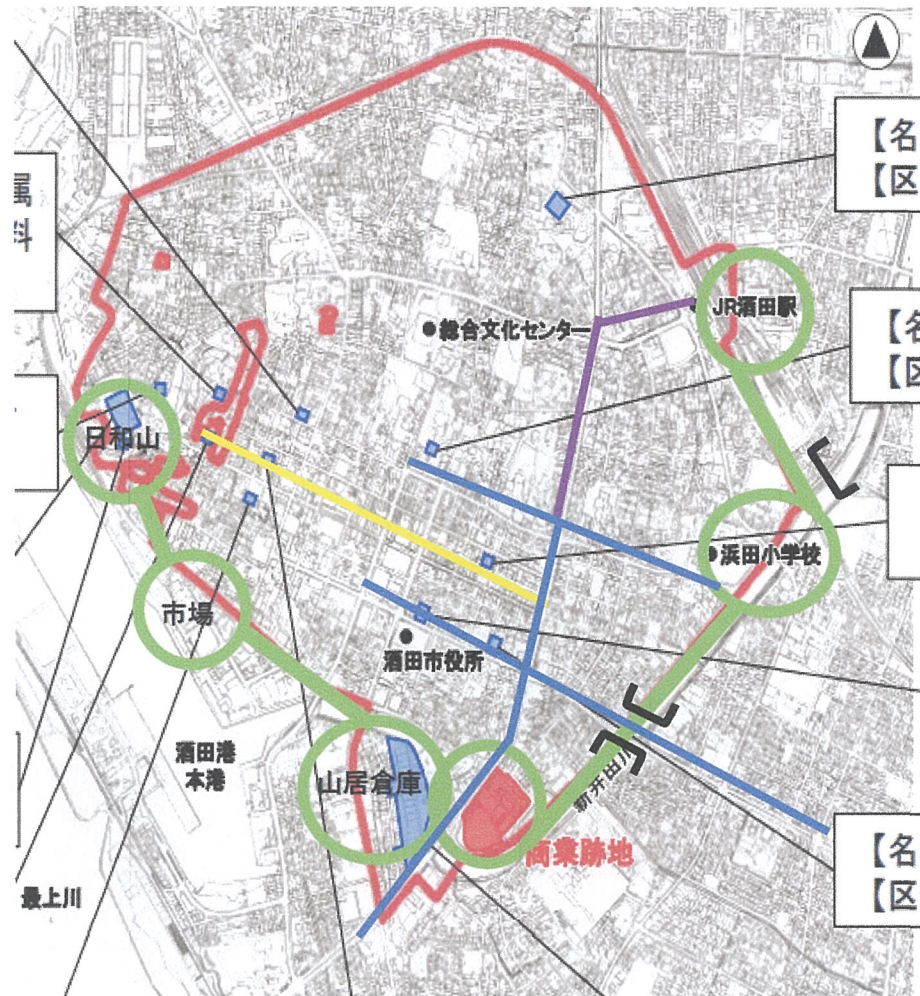 【名
【区
JR酒田駅
総合文化センター
【名
【区
日和山
浜田小学校
市場
酒田市役所
酒田港
本港
山居倉庫
新井田川
商業跡地
【名
【区
最上川